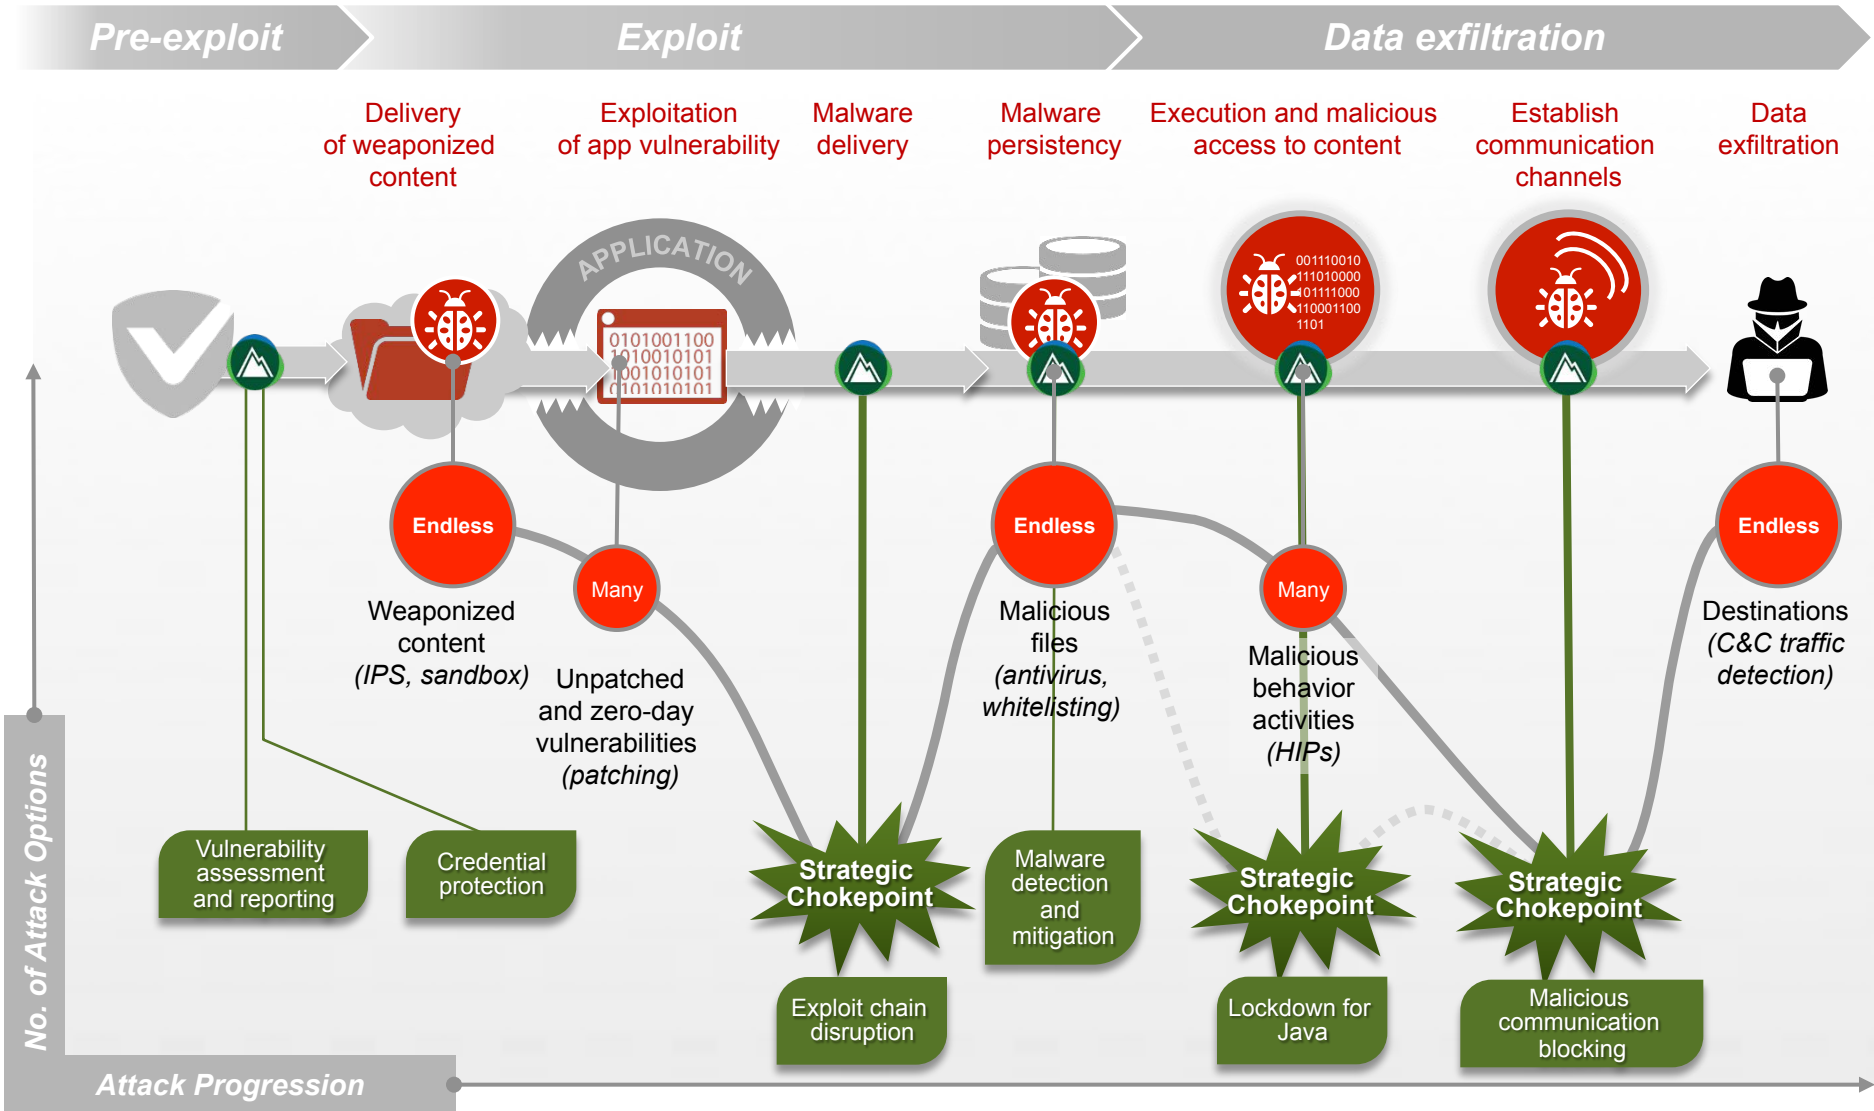 Pre-exploit
Exploit
Data exfiltration
Delivery
of weaponized
content
Exploitation
of app vulnerability
Malware
delivery
Malware
persistency
Execution and malicious
access to content
Establish
communication
channels
Data
exfiltration
APPLICATION
0101001100
1010010101
1001010101
0101010101
001110010
111010000
101111000
110001100
1101
Endless
Weaponized
content
(IPS, sandbox)
Many
Unpatched
and zero-day
vulnerabilities
(patching)
Endless
Malicious
files
(antivirus,
whitelisting)
Many
Malicious
behavior
activities
(HIPs)
Endless
Destinations
(C&C traffic
detection)
Vulnerability
assessment
and reporting
Credential
protection
Strategic
Chokepoint
Exploit chain
disruption
Malware
detection
and
mitigation
Strategic
Chokepoint
Lockdown for
Java
Strategic
Chokepoint
Malicious
communication
blocking
No. of Attack Options
Attack Progression